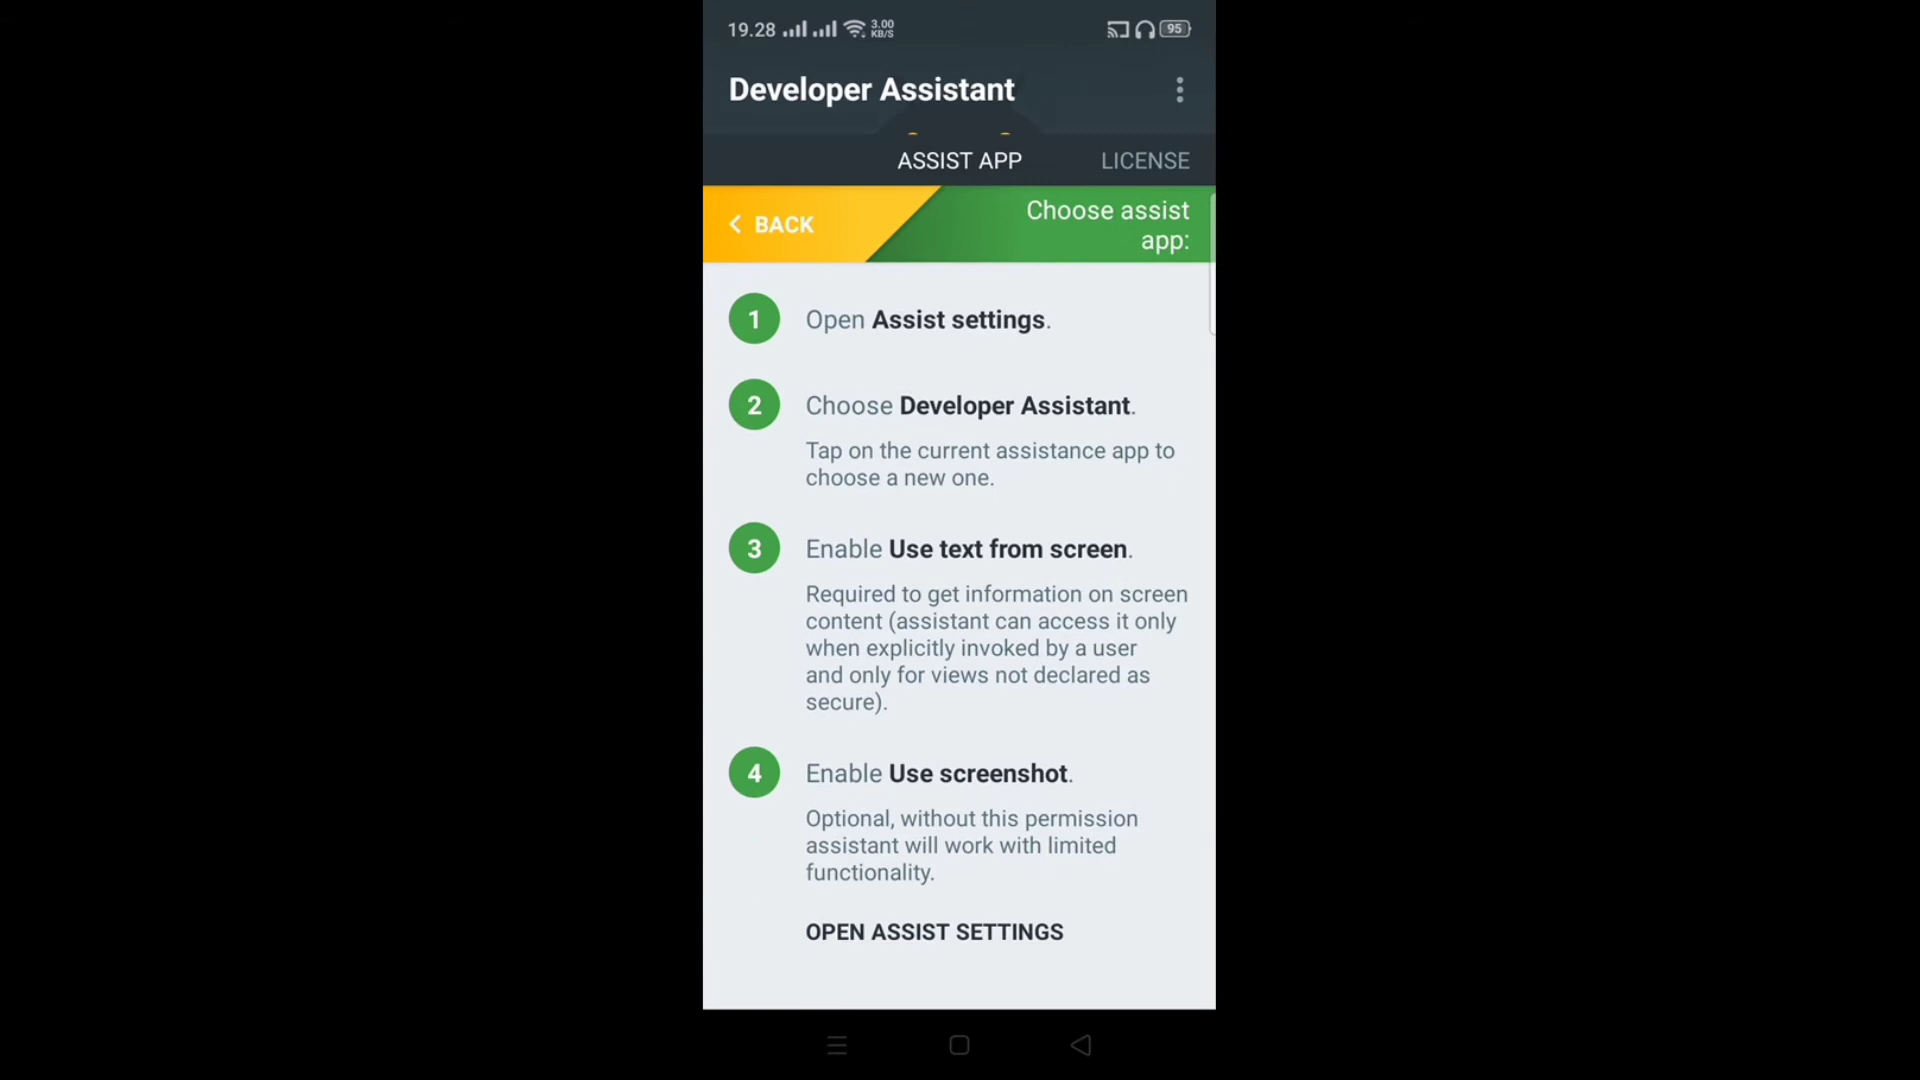 19.28 3.00 KB/S 95
Developer Assistant
ASSIST APP LICENSE
BACK
Choose assist
app:
1 Open Assist settings.
2 Choose Developer Assistant.
Tap on the current assistance app to
choose a new one.
3 Enable Use text from screen.
Required to get information on screen
content (assistant can access it only
when explicitly invoked by a user
and only for views not declared as
secure).
4 Enable Use screenshot.
Optional, without this permission
assistant will work with limited
functionality.
OPEN ASSIST SETTINGS